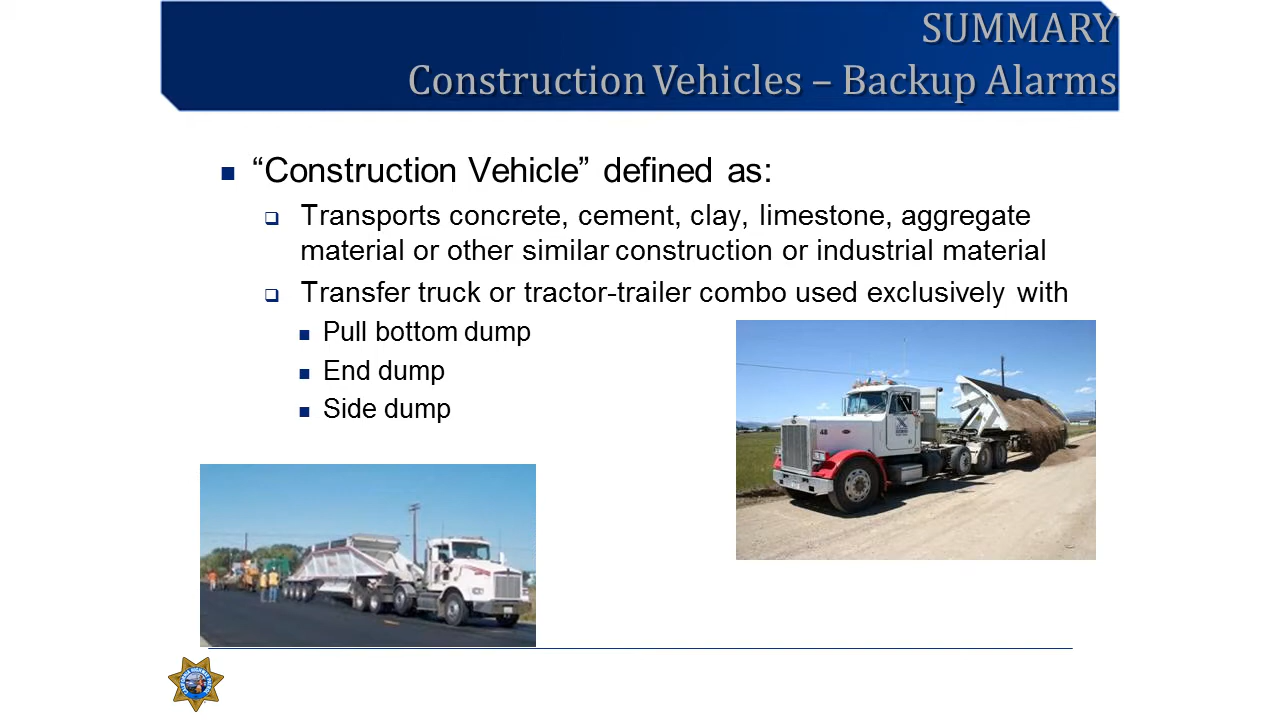 SUMMARY
Construction Vehicles – Backup Alarms
“Construction Vehicle” defined as:
Transports concrete, cement, clay, limestone, aggregate
material or other similar construction or industrial material
Transfer truck or tractor-trailer combo used exclusively with
Pull bottom dump
End dump
Side dump
48